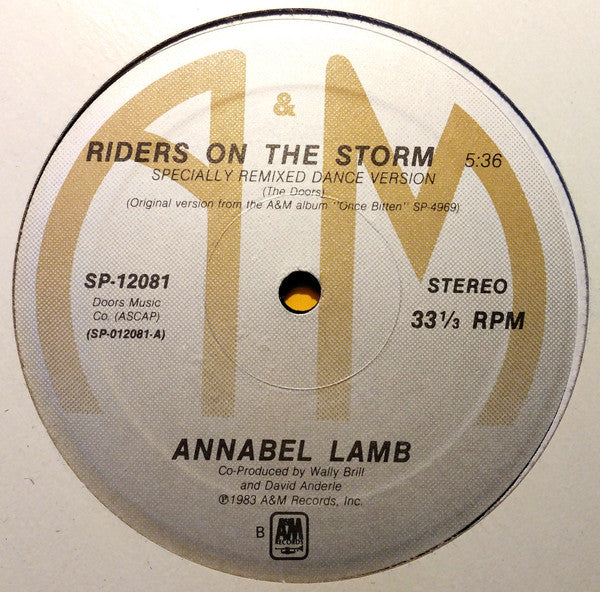 &
RIDERS ON THE STORM 5:36
SPECIALLY REMIXED DANCE VERSION
(The Doors)
(Original version from the A&M album "Once Bitten" SP-4969)
SP-12081
Doors Music
Co. (ASCAP)
(SP-012081-A)
STEREO
33 1/3 RPM
ANNABEL LAMB
Co-Produced by Wally Brill
and David Anderle
℗1983 A&M Records, Inc.
B
A&M
RECORDS